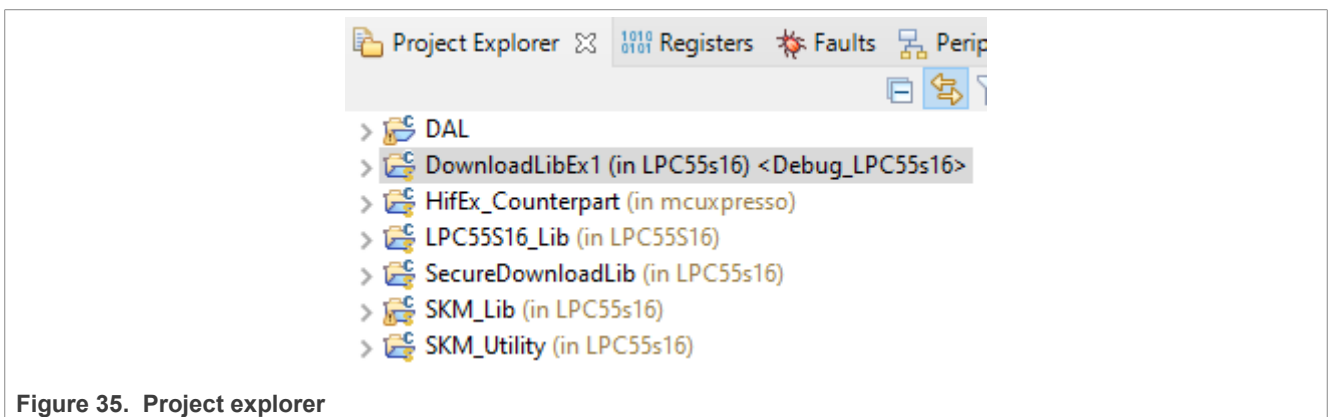 Project Explorer Registers Faults
DAL
DownloadLibEx1 (in LPC55s16) <Debug_LPC55s16>
HifEx_Counterpart (in mcuxpresso)
LPC55S16_Lib (in LPC55S16)
SecureDownloadLib (in LPC55s16)
SKM_Lib (in LPC55s16)
SKM_Utility (in LPC55s16)
Figure 35. Project explorer